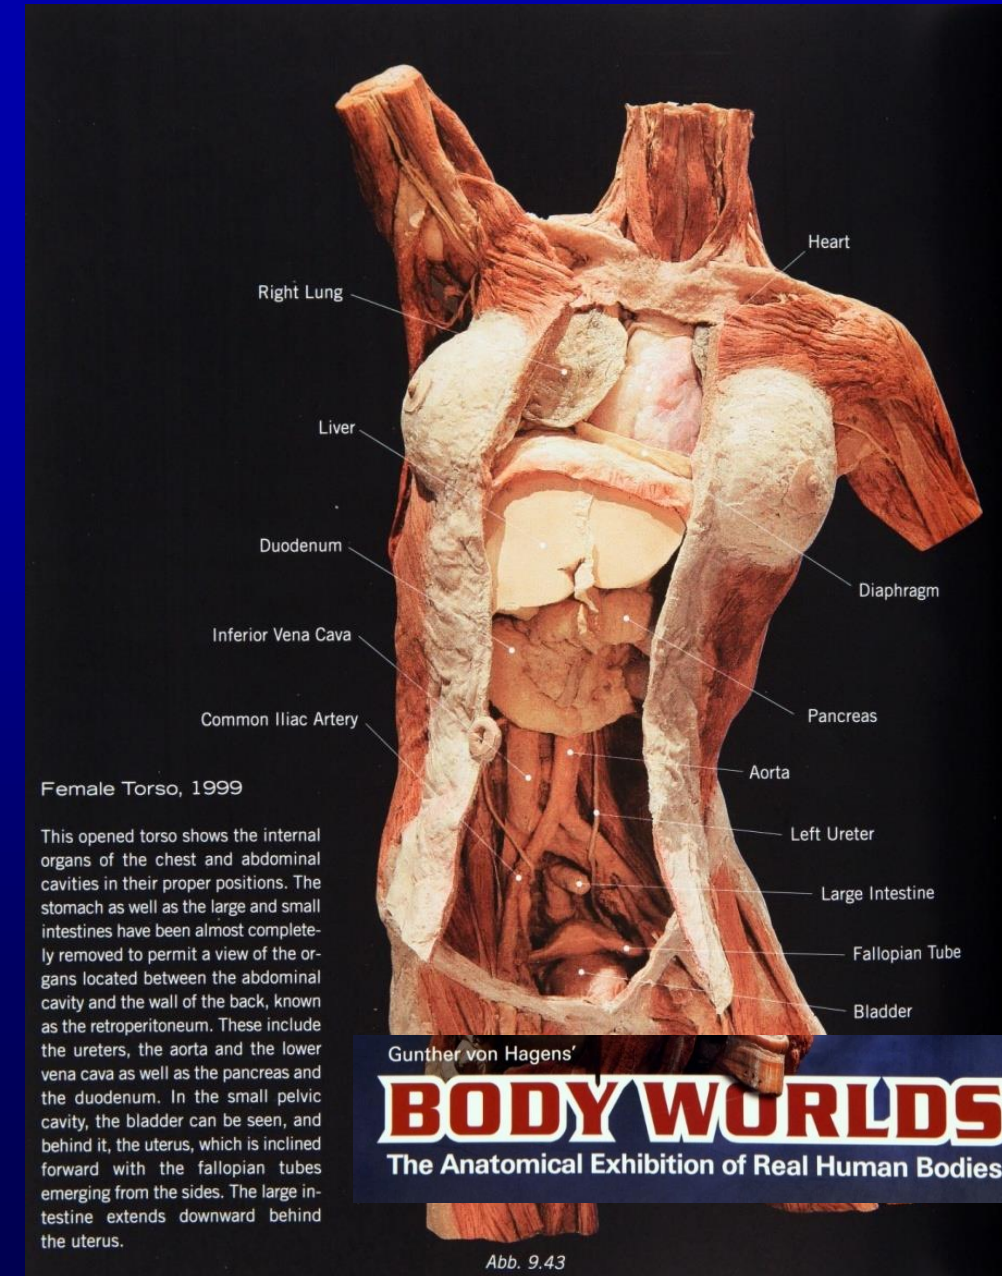 Heart
Right Lung
Liver
Duodenum
Diaphragm
Inferior Vena Cava
Pancreas
Common Iliac Artery
Aorta
Left Ureter
Large Intestine
Fallopian Tube
Bladder
Female Torso, 1999
This opened torso shows the internal
organs of the chest and abdominal
cavities in their proper positions. The
stomach as well as the large and small
intestines have been almost complete-
ly removed to permit a view of the or-
gans located between the abdominal
cavity and the wall of the back, known
as the retroperitoneum. These include
the ureters, the aorta and the lower
vena cava as well as the pancreas and
the duodenum. In the small pelvic
cavity, the bladder can be seen, and
behind it, the uterus, which is inclined
forward with the fallopian tubes
emerging from the sides. The large in-
testine extends downward behind
the uterus.
Gunther von Hagens'
BODY WORLDS
The Anatomical Exhibition of Real Human Bodies
Abb. 9.43